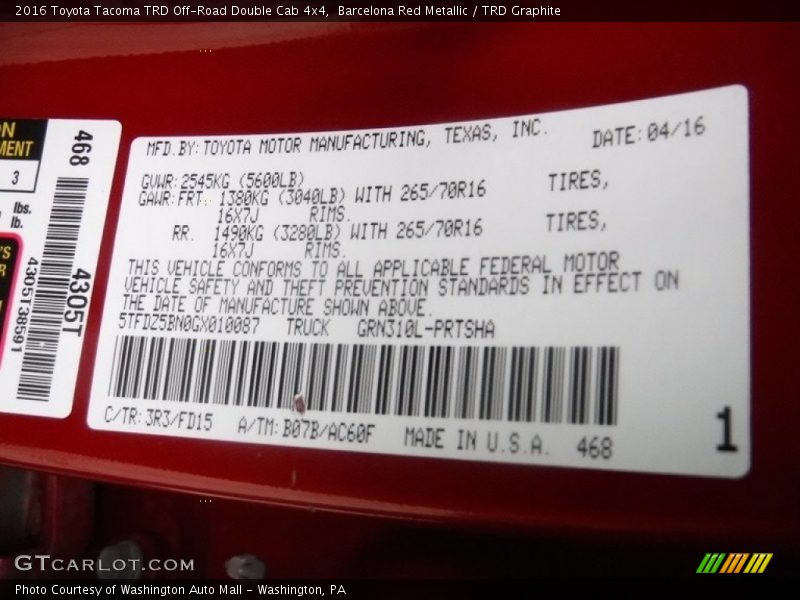 2016 Toyota Tacoma TRD Off-Road Double Cab 4x4, Barcelona Red Metallic / TRD Graphite
MFD.BY:TOYOTA MOTOR MANUFACTURING, TEXAS, INC. DATE:04/16
GVWR:2545KG (5600LB)
GAWR:FRT. 1380KG (3040LB) WITH 265/70R16 TIRES,
16X7J RIMS.
RR. 1490KG (3280LB) WITH 265/70R16 TIRES,
16X7J RIMS.
THIS VEHICLE CONFORMS TO ALL APPLICABLE FEDERAL MOTOR
VEHICLE SAFETY AND THEFT PREVENTION STANDARDS IN EFFECT ON
THE DATE OF MANUFACTURE SHOWN ABOVE.
5TFDZ5BN0GX010087 TRUCK GRN310L-PRTSHA
C/TR:3R3/FD15 A/TM:B07B/AC60F MADE IN U.S.A. 468
1
3
lbs.
lb.
468
4305T
4305T38591
GTCARLOT.COM
Photo Courtesy of Washington Auto Mall - Washington, PA